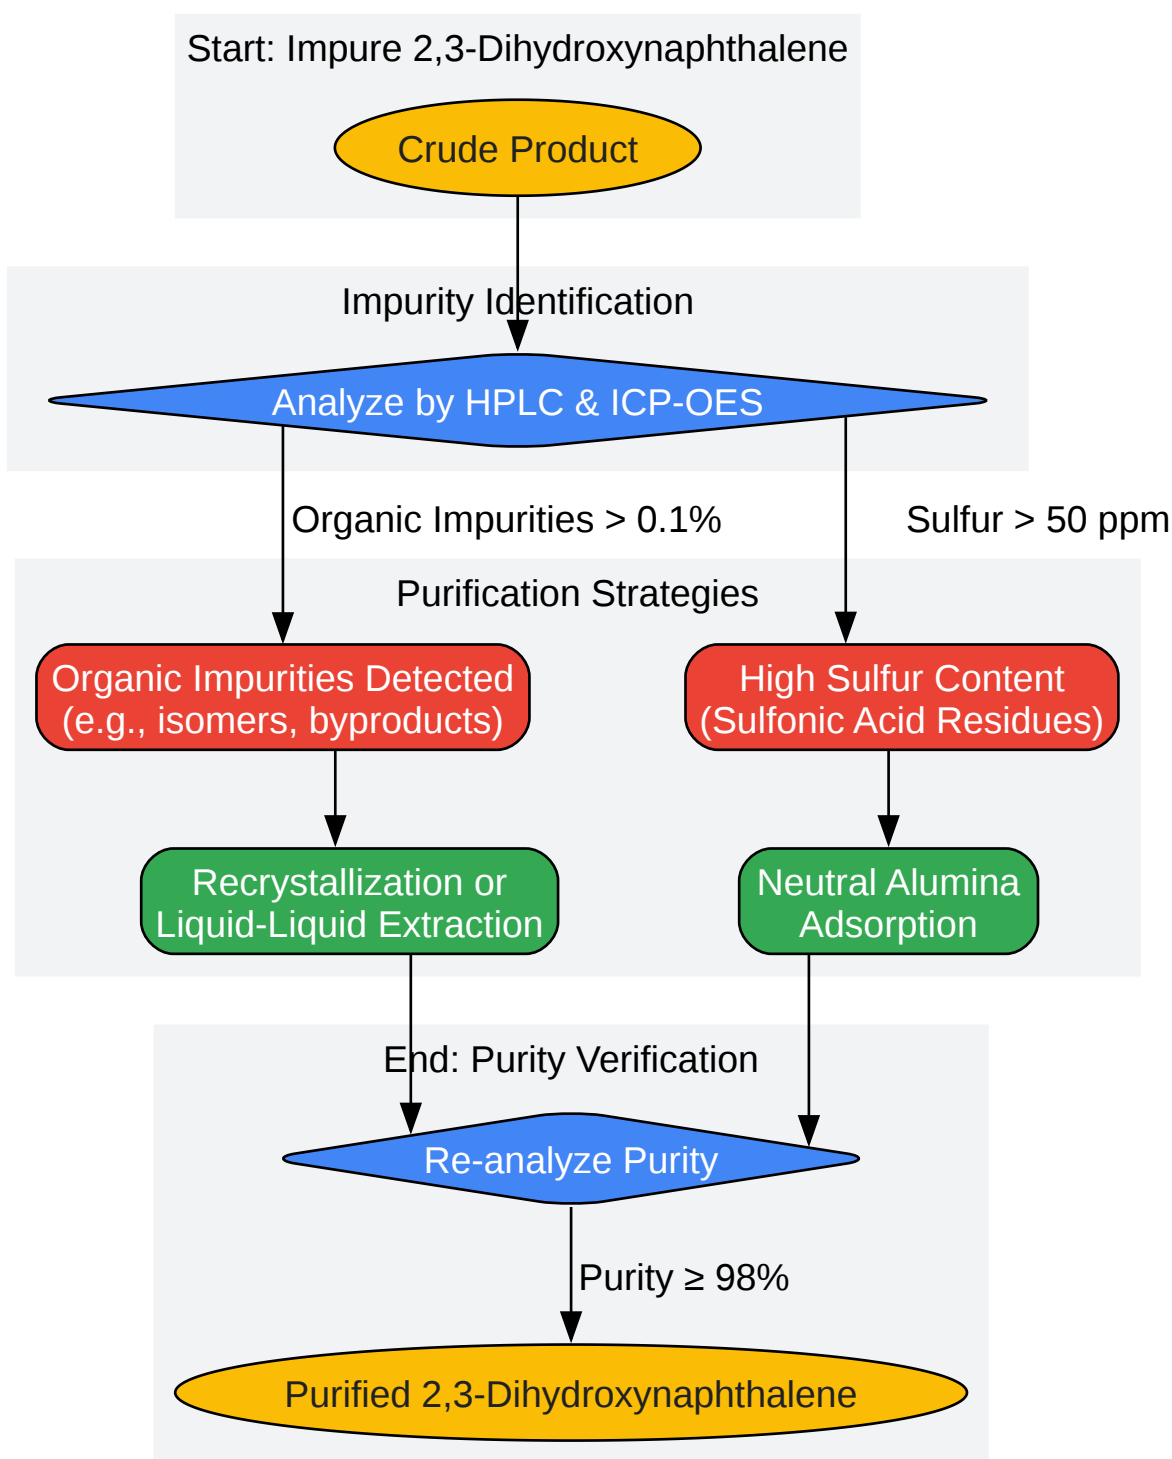 Start: Impure 2,3-Dihydroxynaphthalene
Crude Product
Impurity Identification
Analyze by HPLC & ICP-OES
Organic Impurities > 0.1%
Sulfur > 50 ppm
Purification Strategies
Organic Impurities Detected
(e.g., isomers, byproducts)
High Sulfur Content
(Sulfonic Acid Residues)
Recrystallization or
Liquid-Liquid Extraction
Neutral Alumina
Adsorption
End: Purity Verification
Re-analyze Purity
Purity ≥ 98%
Purified 2,3-Dihydroxynaphthalene